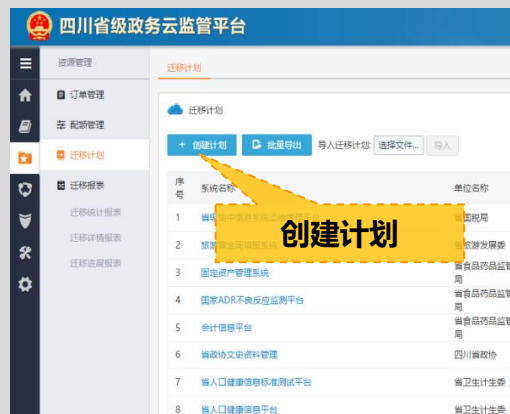 四川省级政务云监管平台
资源管理
迁移计划
订单管理
配额管理
迁移计划
迁移报表
迁移统计报表
迁移详情报表
迁移进展报表
迁移计划
+ 创建计划
批量导出
导入迁移计划:
选择文件...
导入
序号
系统名称
单位名称
创建计划
1
省国税局
2
省旅游发展委
3
固定资产管理系统
省食品药品监管局
4
国家ADR不良反应监测平台
省食品药品监管局
5
会计信息平台
省食品药品监管局
6
省政协文史资料管理
四川省政协
7
省人口健康信息标准测试平台
省卫生计生委
8
省人口健康信息平台
省卫生计生委